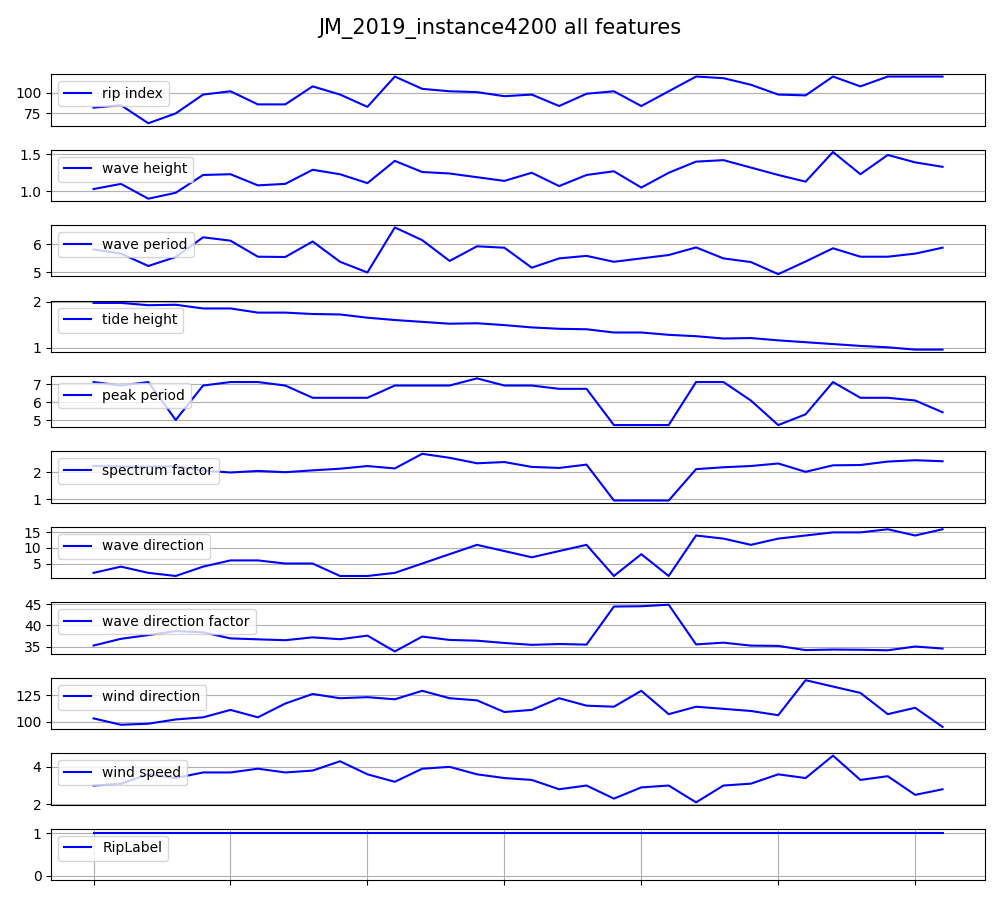 JM_2019_instance4200 all features
100
75
rip index
1.5
1.0
wave height
6
5
wave period
2
1
tide height
7
6
5
peak period
2
1
spectrum factor
15
10
5
wave direction
45
40
35
wave direction factor
125
100
wind direction
4
2
wind speed
1
0
RipLabel